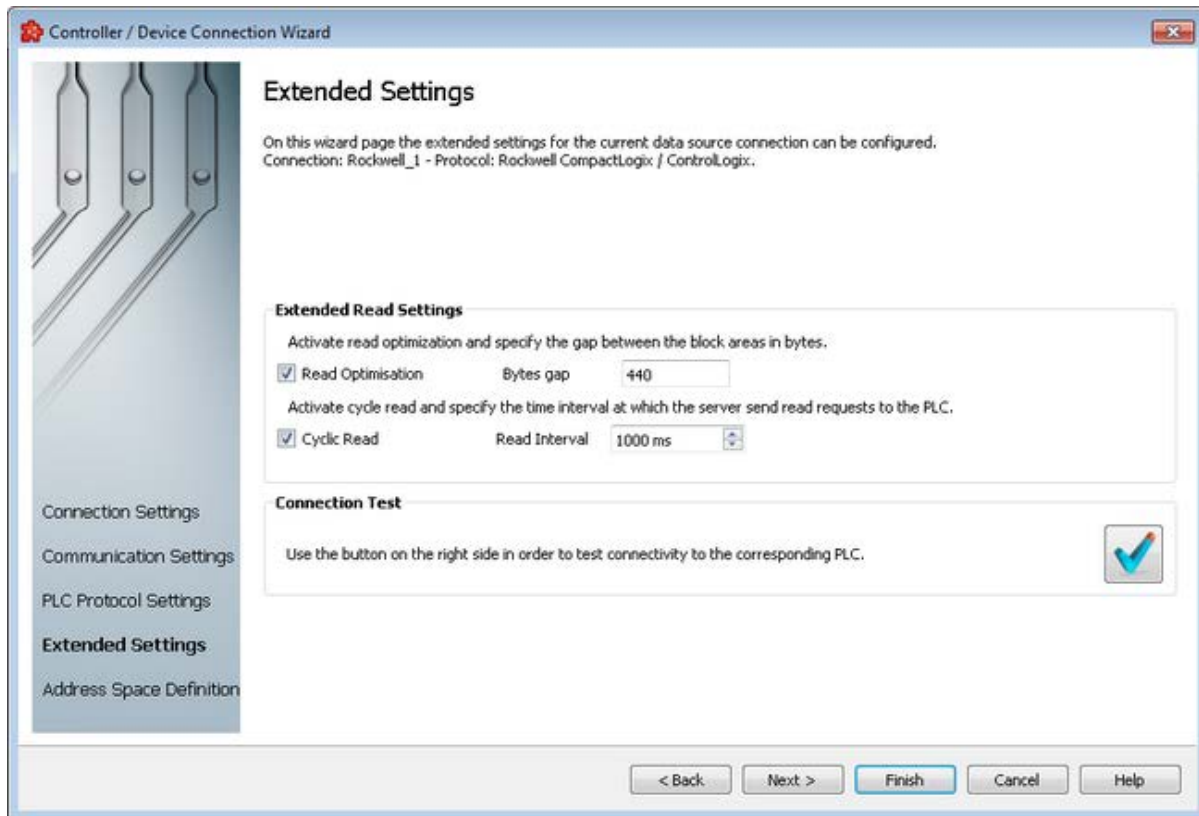 Controller / Device Connection Wizard
Extended Settings
On this wizard page the extended settings for the current data source connection can be configured.
Connection: Rockwell_1 - Protocol: Rockwell CompactLogix / ControlLogix.
Extended Read Settings
Activate read optimization and specify the gap between the block areas in bytes.
Read Optimisation Bytes gap 440
Activate cycle read and specify the time interval at which the server send read requests to the PLC.
Cyclic Read Read Interval 1000 ms
Connection Test
Use the button on the right side in order to test connectivity to the corresponding PLC.
Connection Settings
Communication Settings
PLC Protocol Settings
Extended Settings
Address Space Definition
< Back Next > Finish Cancel Help